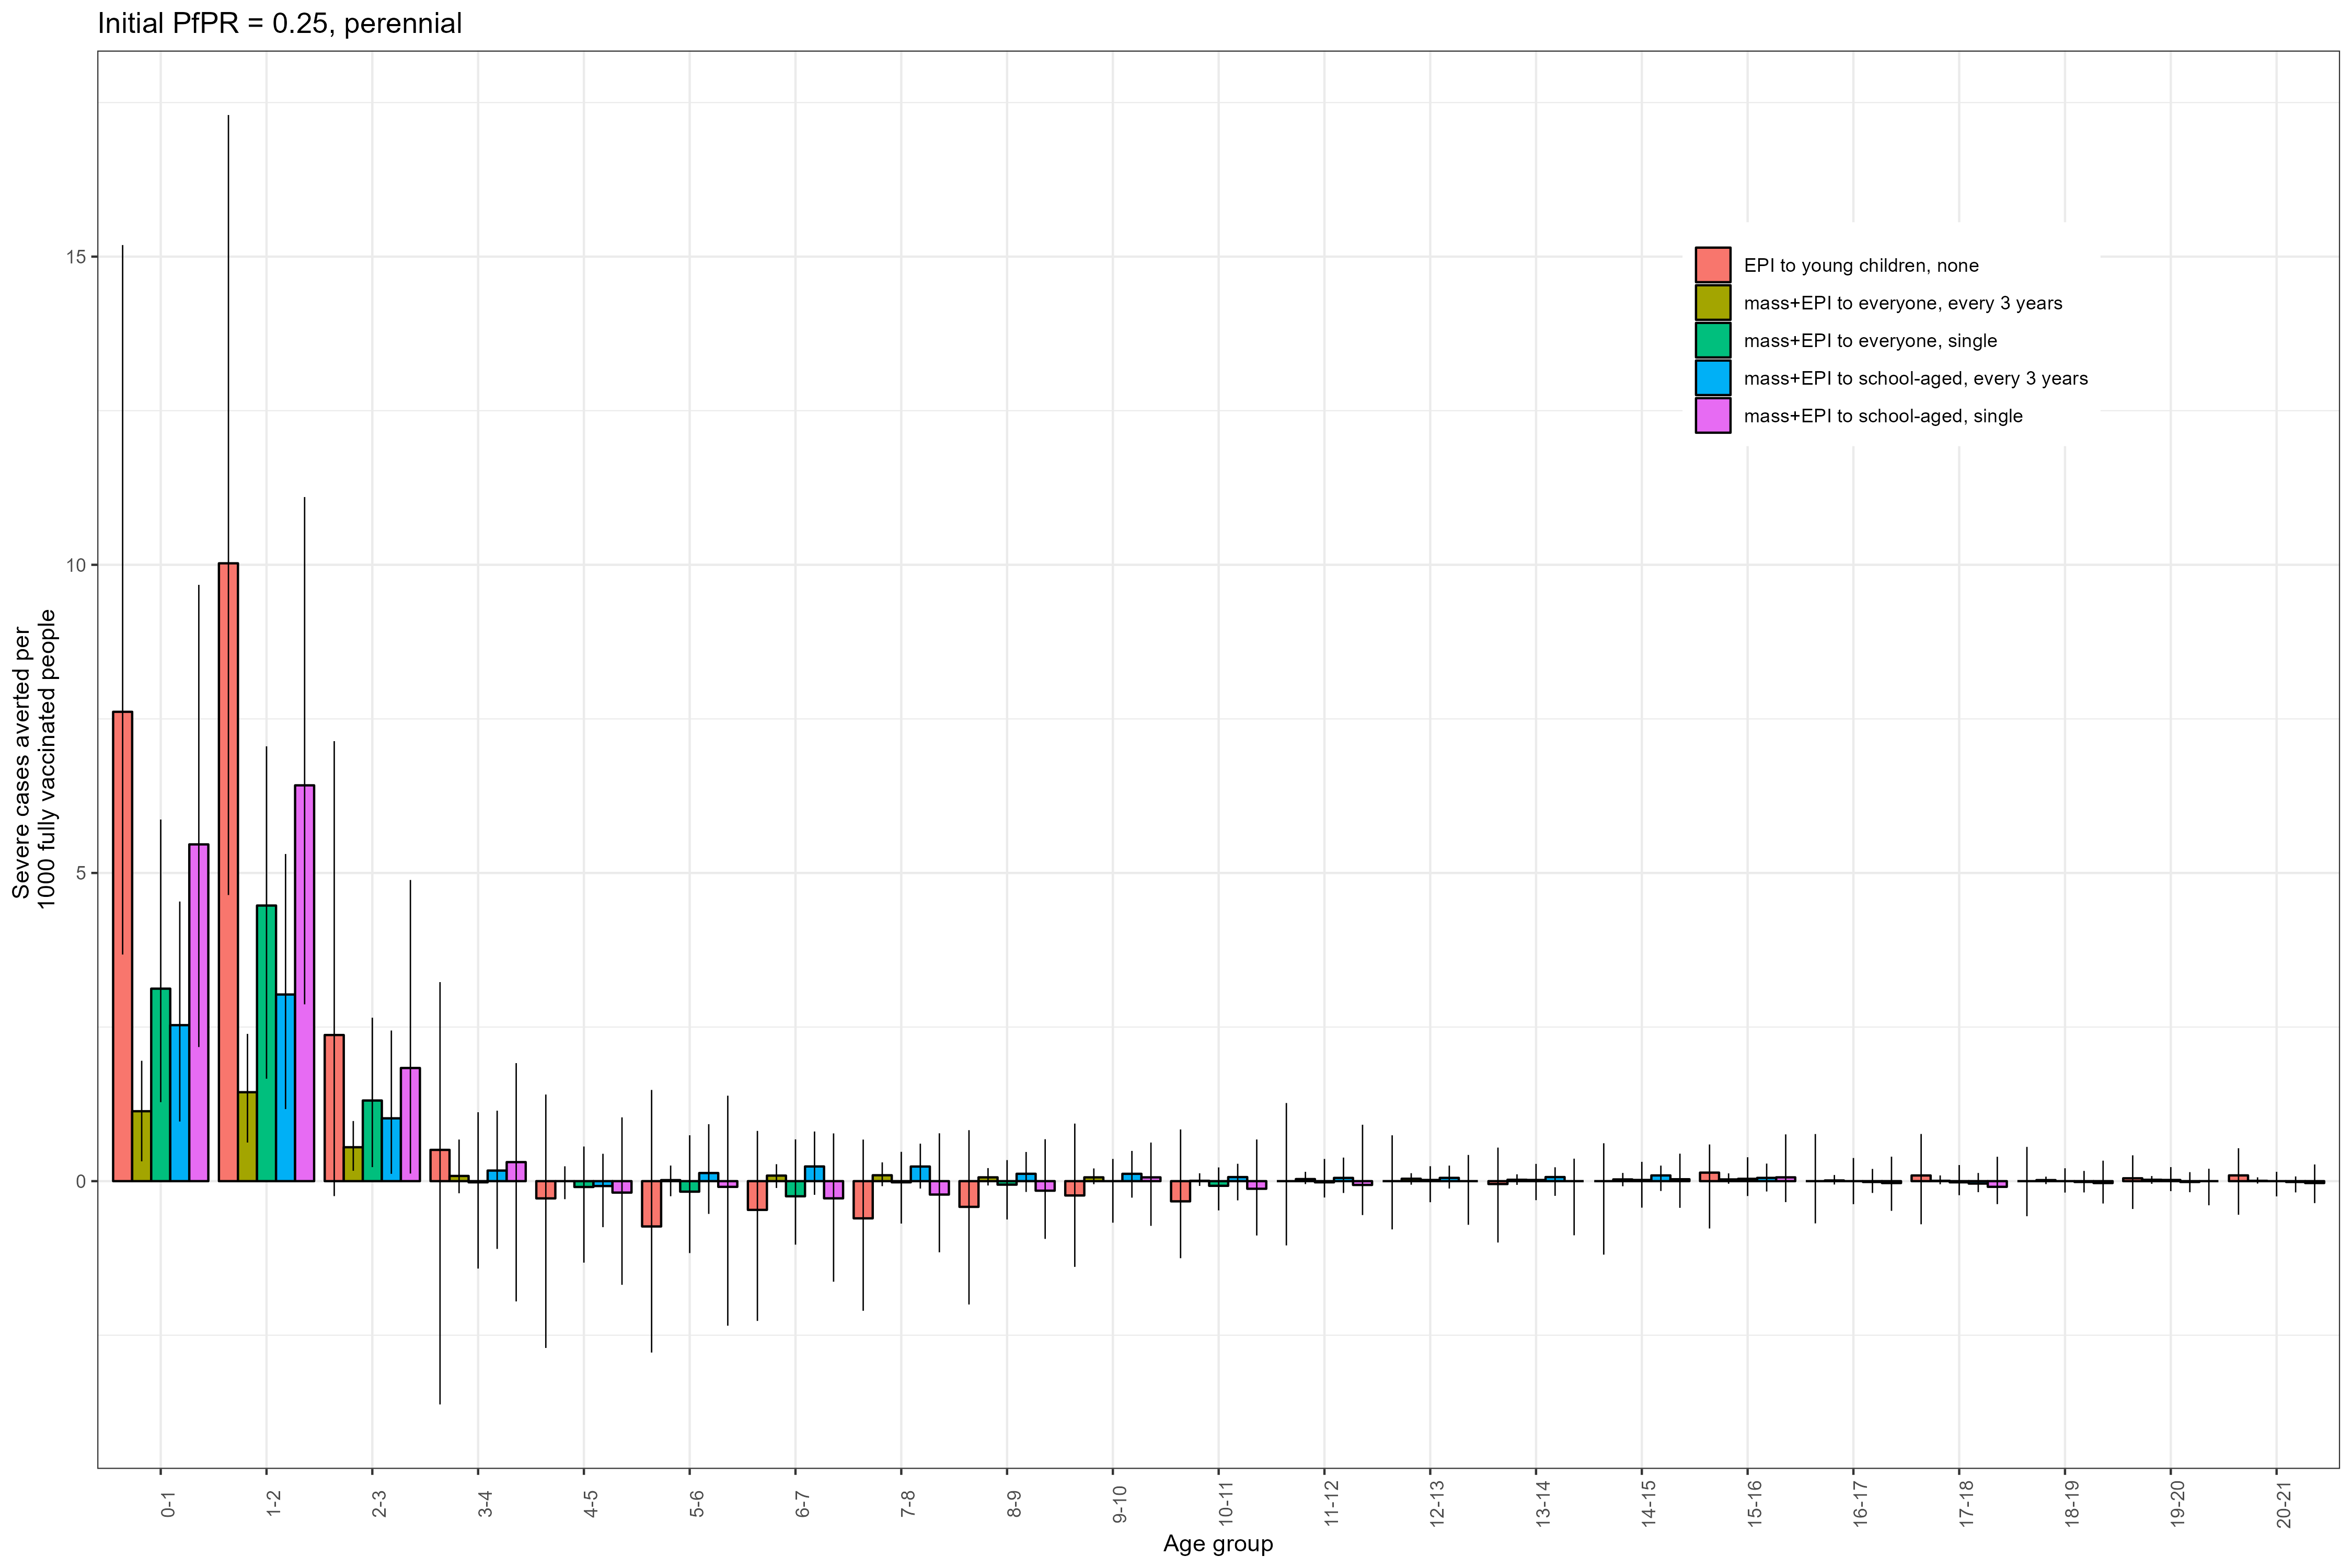 Initial PfPR = 0.25, perennial
Severe cases averted per
1000 fully vaccinated people
15
10
5
0
EPI to young children, none
mass+EPI to everyone, every 3 years
mass+EPI to everyone, single
mass+EPI to school-aged, every 3 years
mass+EPI to school-aged, single
0-1
1-2
2-3
3-4
4-5
5-6
6-7
7-8
8-9
9-10
10-11
11-12
12-13
13-14
14-15
15-16
16-17
17-18
18-19
19-20
20-21
Age group